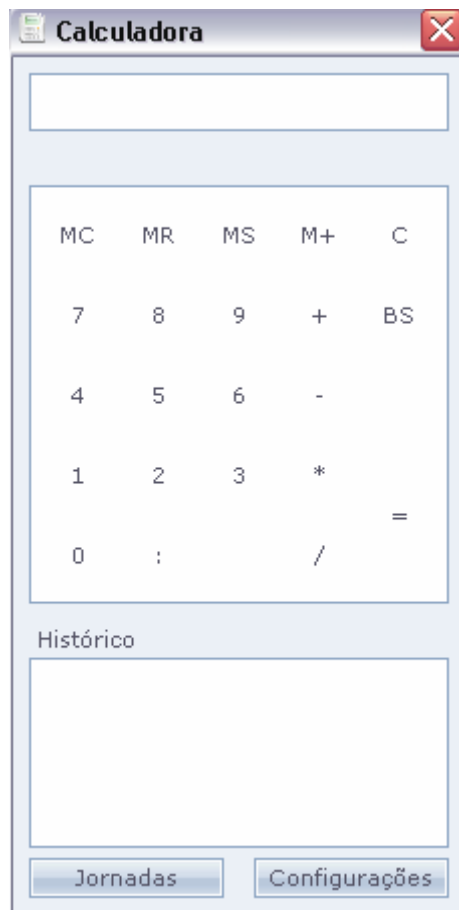 Calculadora
MC MR MS M+ C
7 8 9 + BS
4 5 6 -
1 2 3 *
=
0 : /
Histórico
Jornadas Configurações